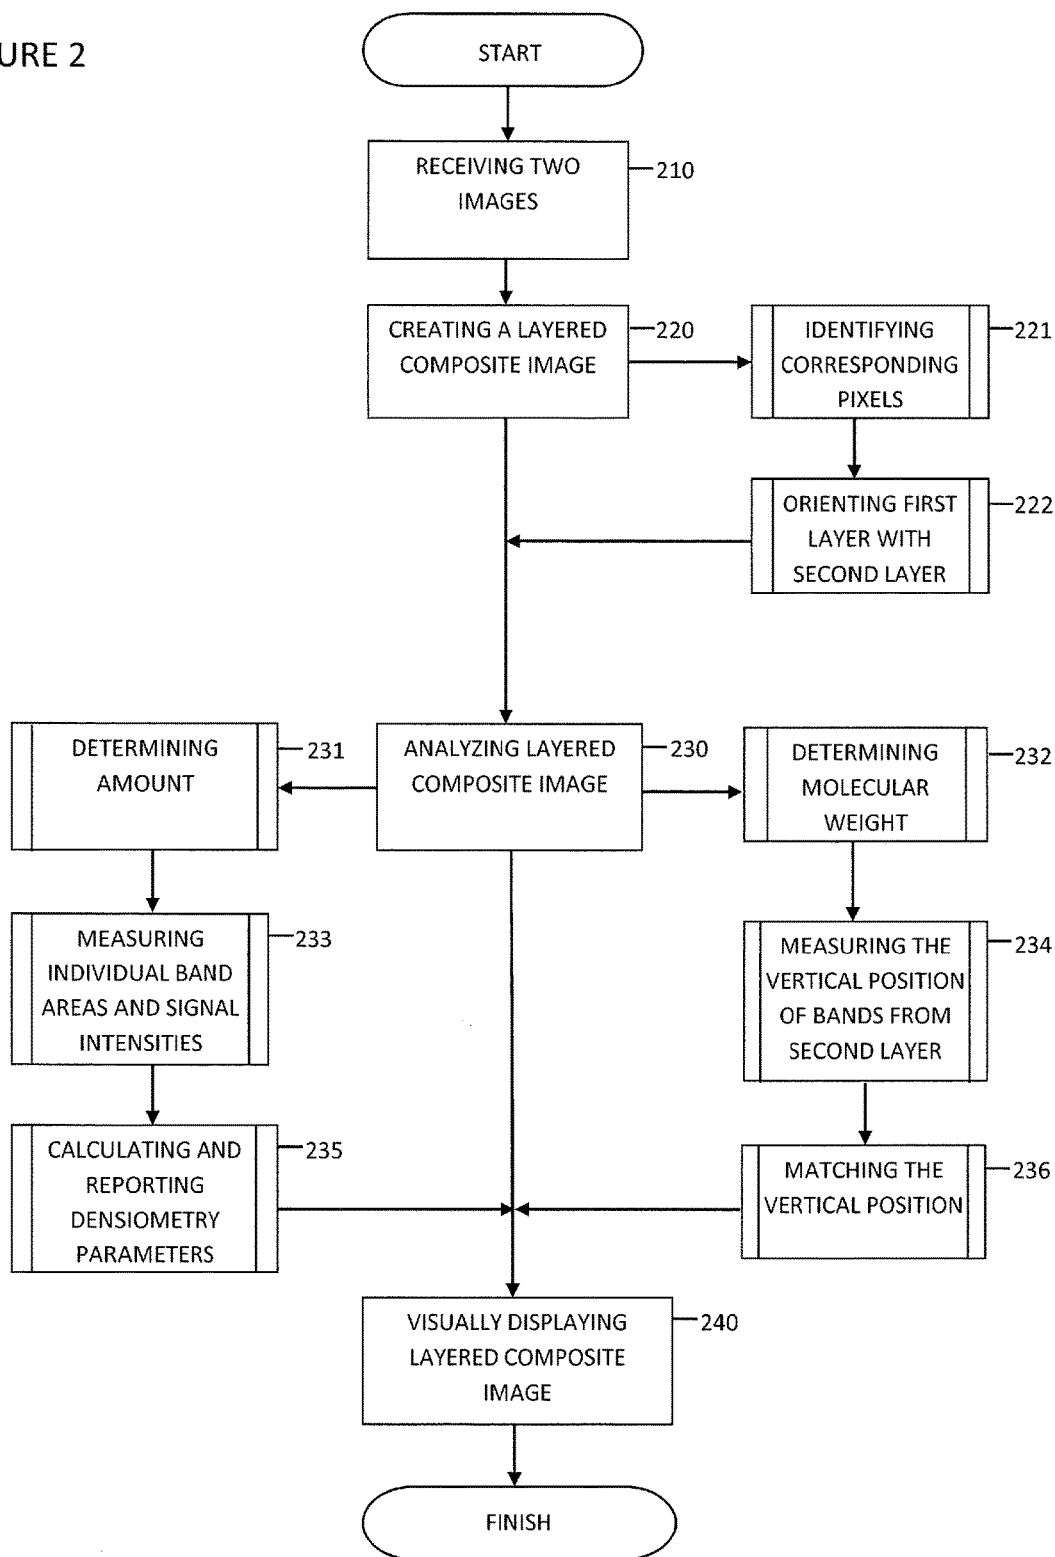 URE 2
START
RECEIVING TWO
IMAGES
210
CREATING A LAYERED
COMPOSITE IMAGE
220
IDENTIFYING
CORRESPONDING
PIXELS
221
ORIENTING FIRST
LAYER WITH
SECOND LAYER
222
DETERMINING
AMOUNT
231
ANALYZING LAYERED
COMPOSITE IMAGE
230
DETERMINING
MOLECULAR
WEIGHT
232
MEASURING
INDIVIDUAL BAND
AREAS AND SIGNAL
INTENSITIES
233
MEASURING THE
VERTICAL POSITION
OF BANDS FROM
SECOND LAYER
234
CALCULATING AND
REPORTING
DENSIOMETRY
PARAMETERS
235
MATCHING THE
VERTICAL POSITION
236
VISUALLY DISPLAYING
LAYERED COMPOSITE
IMAGE
240
FINISH